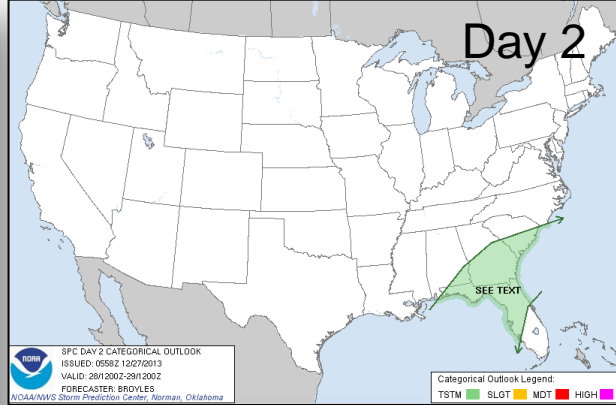 Day 2
SEE TEXT
NOAA
SPC DAY 2 CATEGORICAL OUTLOOK
ISSUED: 0558Z 12/27/2013
VALID: 28/1200Z-29/1200Z
FORECASTER: BROYLES
NOAA/NWS Storm Prediction Center, Norman, Oklahoma
Categorical Outlook Legend:
TSTM SLGT MDT HIGH